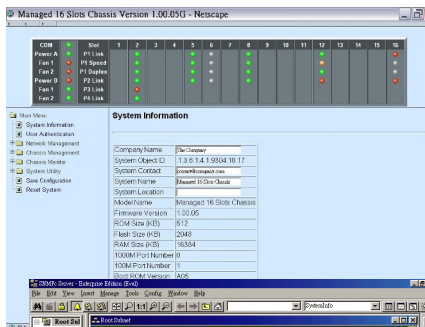 Managed 16 Slots Chassis Version 1.00.05G - Netscape
COM Slot 1 2 3 4 5 6 7 8 9 10 11 12 13 14 15 16
Power A P1 Link
Fan 1 P1 Speed
Fan 2 P1 Duplex
Power B P2 Link
Fan 1 P3 Link
Fan 2 P4 Link
Main Menu
System Information
User Authentication
Network Management
Chassis Management
Chassis Monitor
System Utility
Save Configuration
Reset System
System Information
Company Name The Company
System Object ID .1.3.6.1.4.1.9304.10.17
System Contact contact@company.com
System Name Managed 16 Slots Chassis
System Location
Model Name Managed 16 Slots Chassis
Firmware Version 1.00.05
ROM Size (KB) 512
Flash Size (KB) 2048
RAM Size (KB) 16384
1000M Port Number 0
100M Port Number 1
Boot ROM Version A05
SNMPc Server - Enterprise Edition (Eval)
File Edit View Insert Manage Tools Config Window Help
SystemInfo
Root Sub
Root Subnet